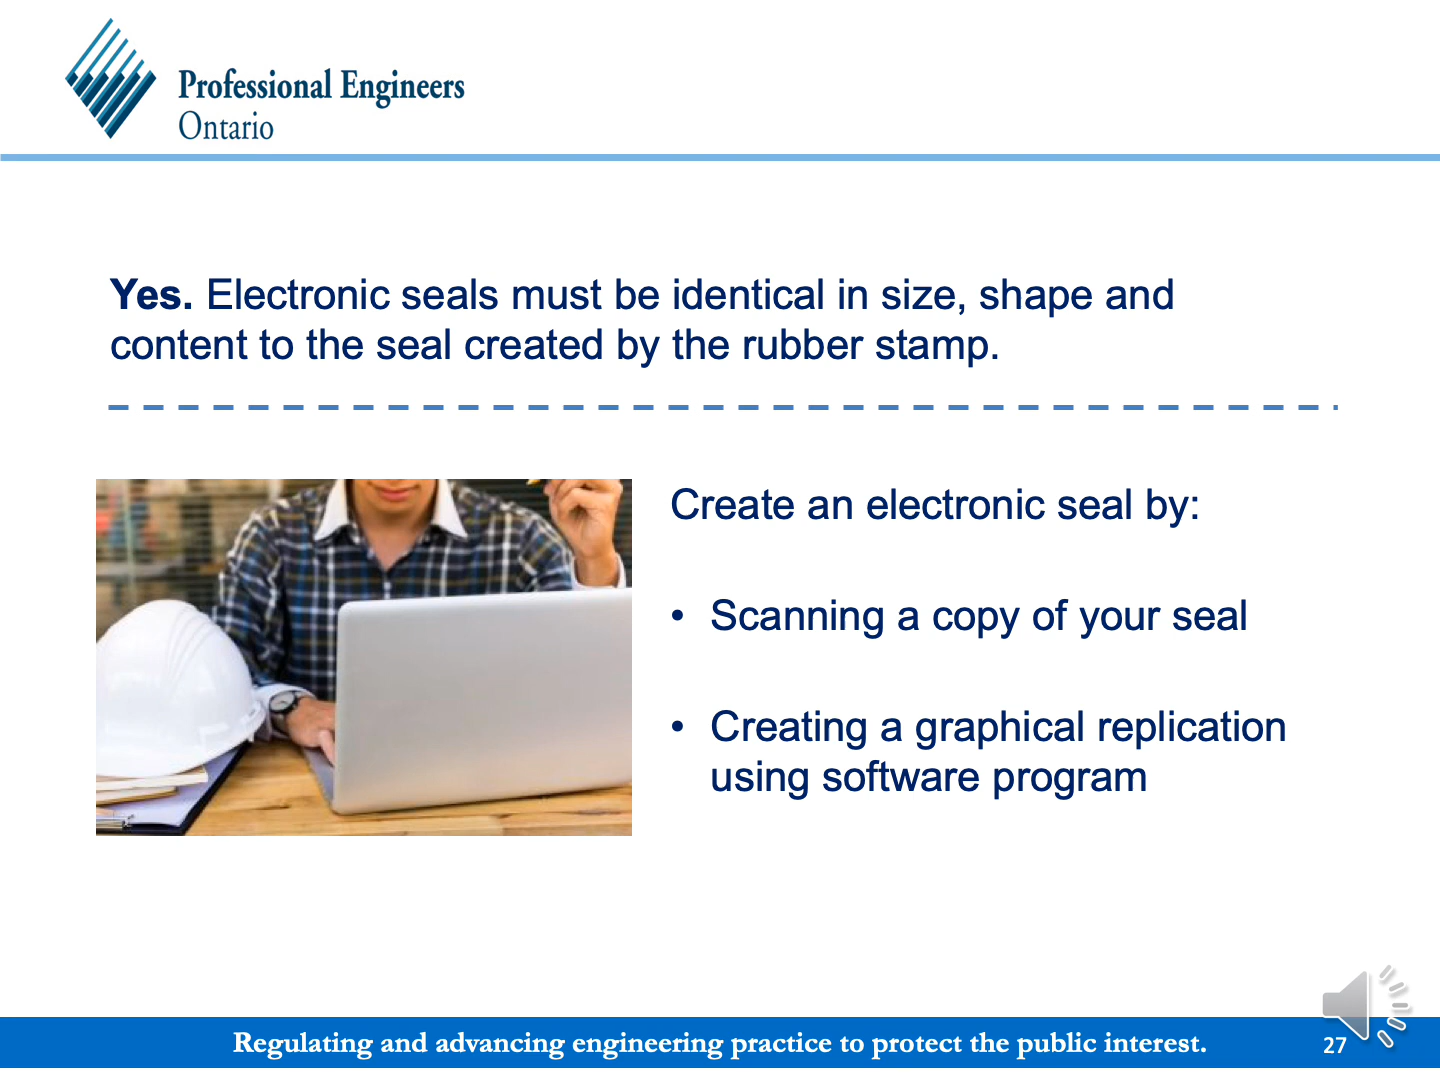 Professional Engineers
Ontario
Yes. Electronic seals must be identical in size, shape and
content to the seal created by the rubber stamp.
Create an electronic seal by:
• Scanning a copy of your seal
• Creating a graphical replication
using software program
Regulating and advancing engineering practice to protect the public interest.
27